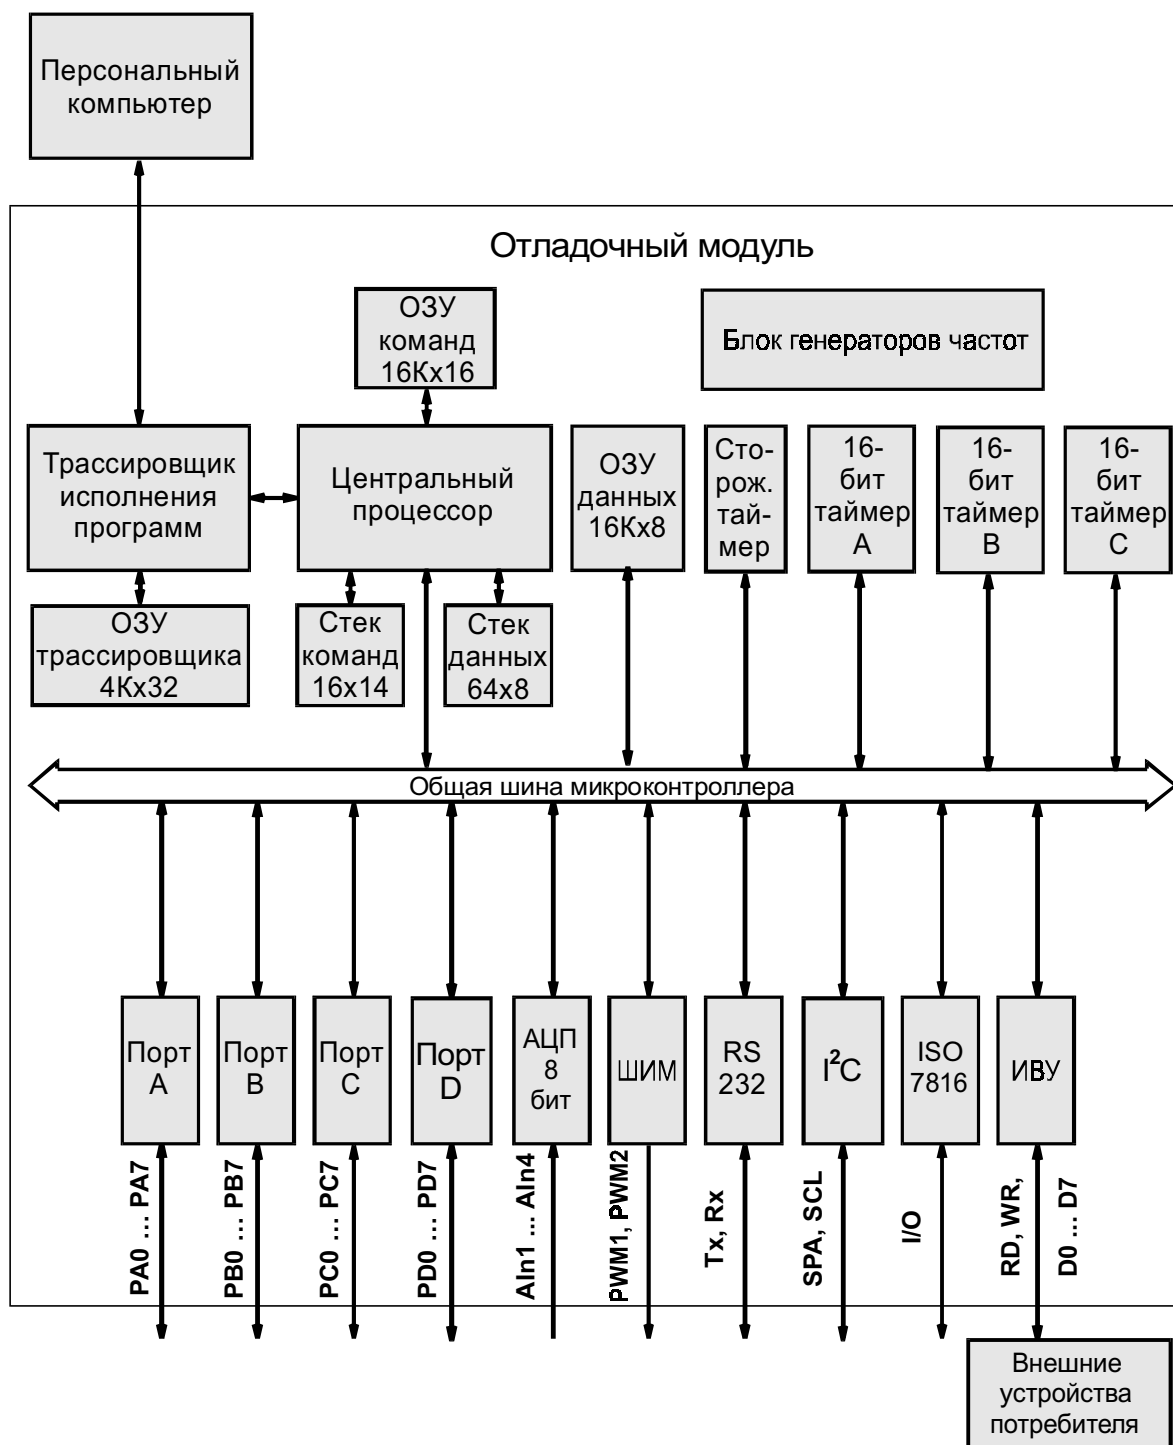 Персональный
компьютер
Отладочный модуль
ОЗУ
команд
16Кx16
Блок генераторов частот
Трассировщик
исполнения
программ
Центральный
процессор
ОЗУ
данных
16Кx8
Сто-
рож.
тай-
мер
16-
бит
таймер
A
16-
бит
таймер
B
16-
бит
таймер
C
ОЗУ
трассировщика
4Кx32
Стек
команд
16x14
Стек
данных
64x8
Общая шина микроконтроллера
Порт
A
Порт
B
Порт
C
Порт
D
АЦП
8
бит
ШИМ
RS
232
I²C
ISO
7816
ИВУ
PA0 ... PA7
PB0 ... PB7
PC0 ... PC7
PD0 ... PD7
AIn1 ... AIn4
PWM1, PWM2
Tx, Rx
SPA, SCL
I/O
RD, WR,
D0 ... D7
Внешние
устройства
потребителя